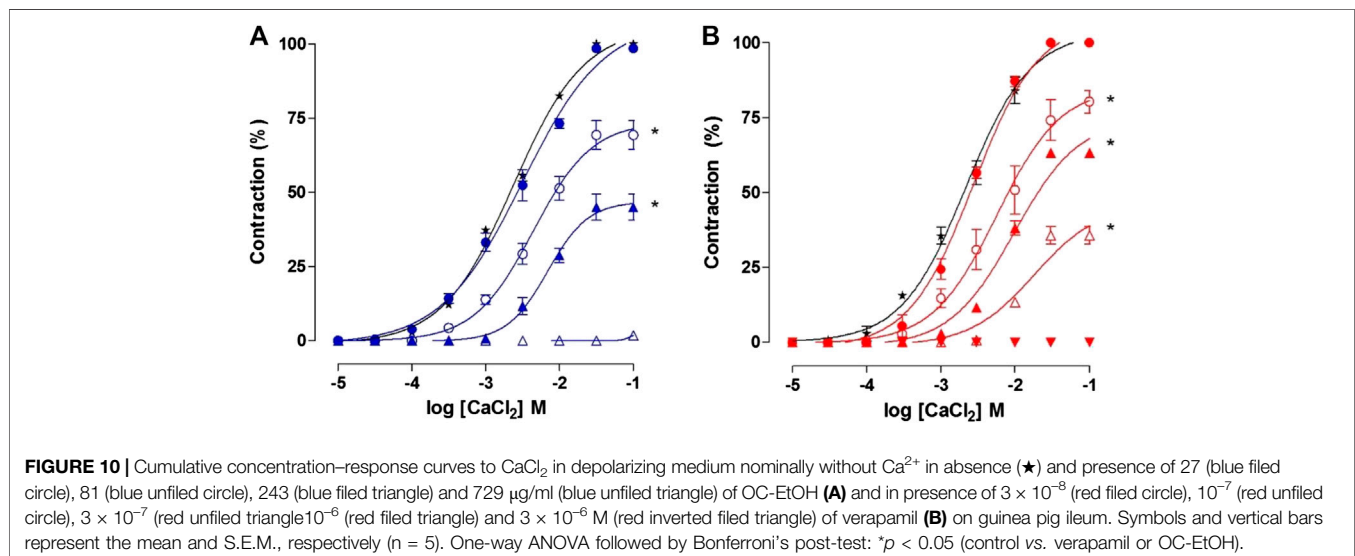 A
B
100
75
50
25
0
Contraction (%)
-5 -4 -3 -2 -1
log [CaCl2] M
*
*
100
75
50
25
0
Contraction (%)
-5 -4 -3 -2 -1
log [CaCl2] M
*
*
*
FIGURE 10 | Cumulative concentration–response curves to CaCl2 in depolarizing medium nominally without Ca2+ in absence (★) and presence of 27 (blue filed
circle), 81 (blue unfiled circle), 243 (blue filed triangle) and 729 μg/ml (blue unfiled triangle) of OC-EtOH (A) and in presence of 3 × 10−8 (red filed circle), 10−7 (red unfiled
circle), 3 × 10−7 (red unfiled triangle10−6 (red filed triangle) and 3 × 10−6 M (red inverted filed triangle) of verapamil (B) on guinea pig ileum. Symbols and vertical bars
represent the mean and S.E.M., respectively (n = 5). One-way ANOVA followed by Bonferroni's post-test: *p < 0.05 (control vs. verapamil or OC-EtOH).